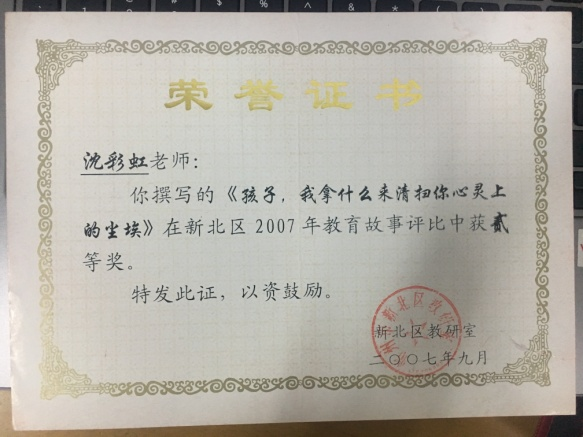 荣誉证书
沈彩虹老师：
你撰写的《孩子，我拿什么来清扫你心灵上
的尘埃》在新北区2007年教育故事评比中获贰
等奖。
特发此证，以资鼓励。
新北区教研室
二〇〇七年九月